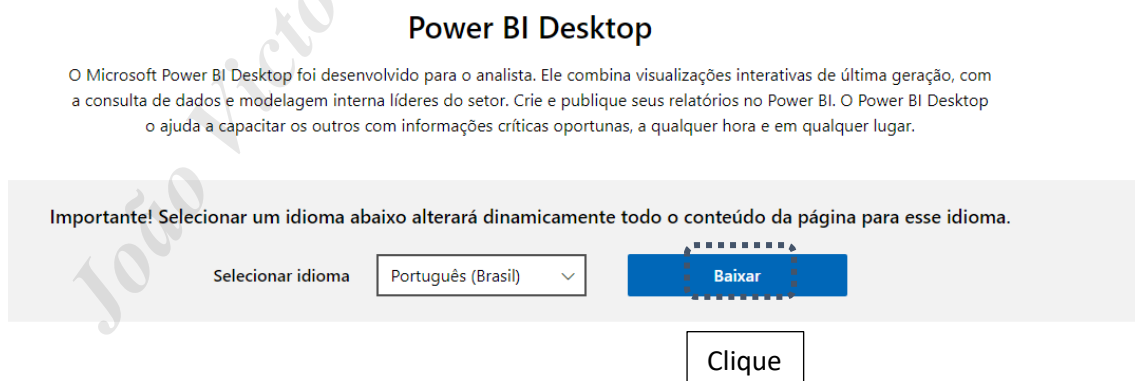 Power BI Desktop
O Microsoft Power BI Desktop foi desenvolvido para o analista. Ele combina visualizações interativas de última geração, com
a consulta de dados e modelagem interna líderes do setor. Crie e publique seus relatórios no Power BI. O Power BI Desktop
o ajuda a capacitar os outros com informações críticas oportunas, a qualquer hora e em qualquer lugar.
Importante! Selecionar um idioma abaixo alterará dinamicamente todo o conteúdo da página para esse idioma.
Selecionar idioma Português (Brasil) Baixar
Clique
João Victo